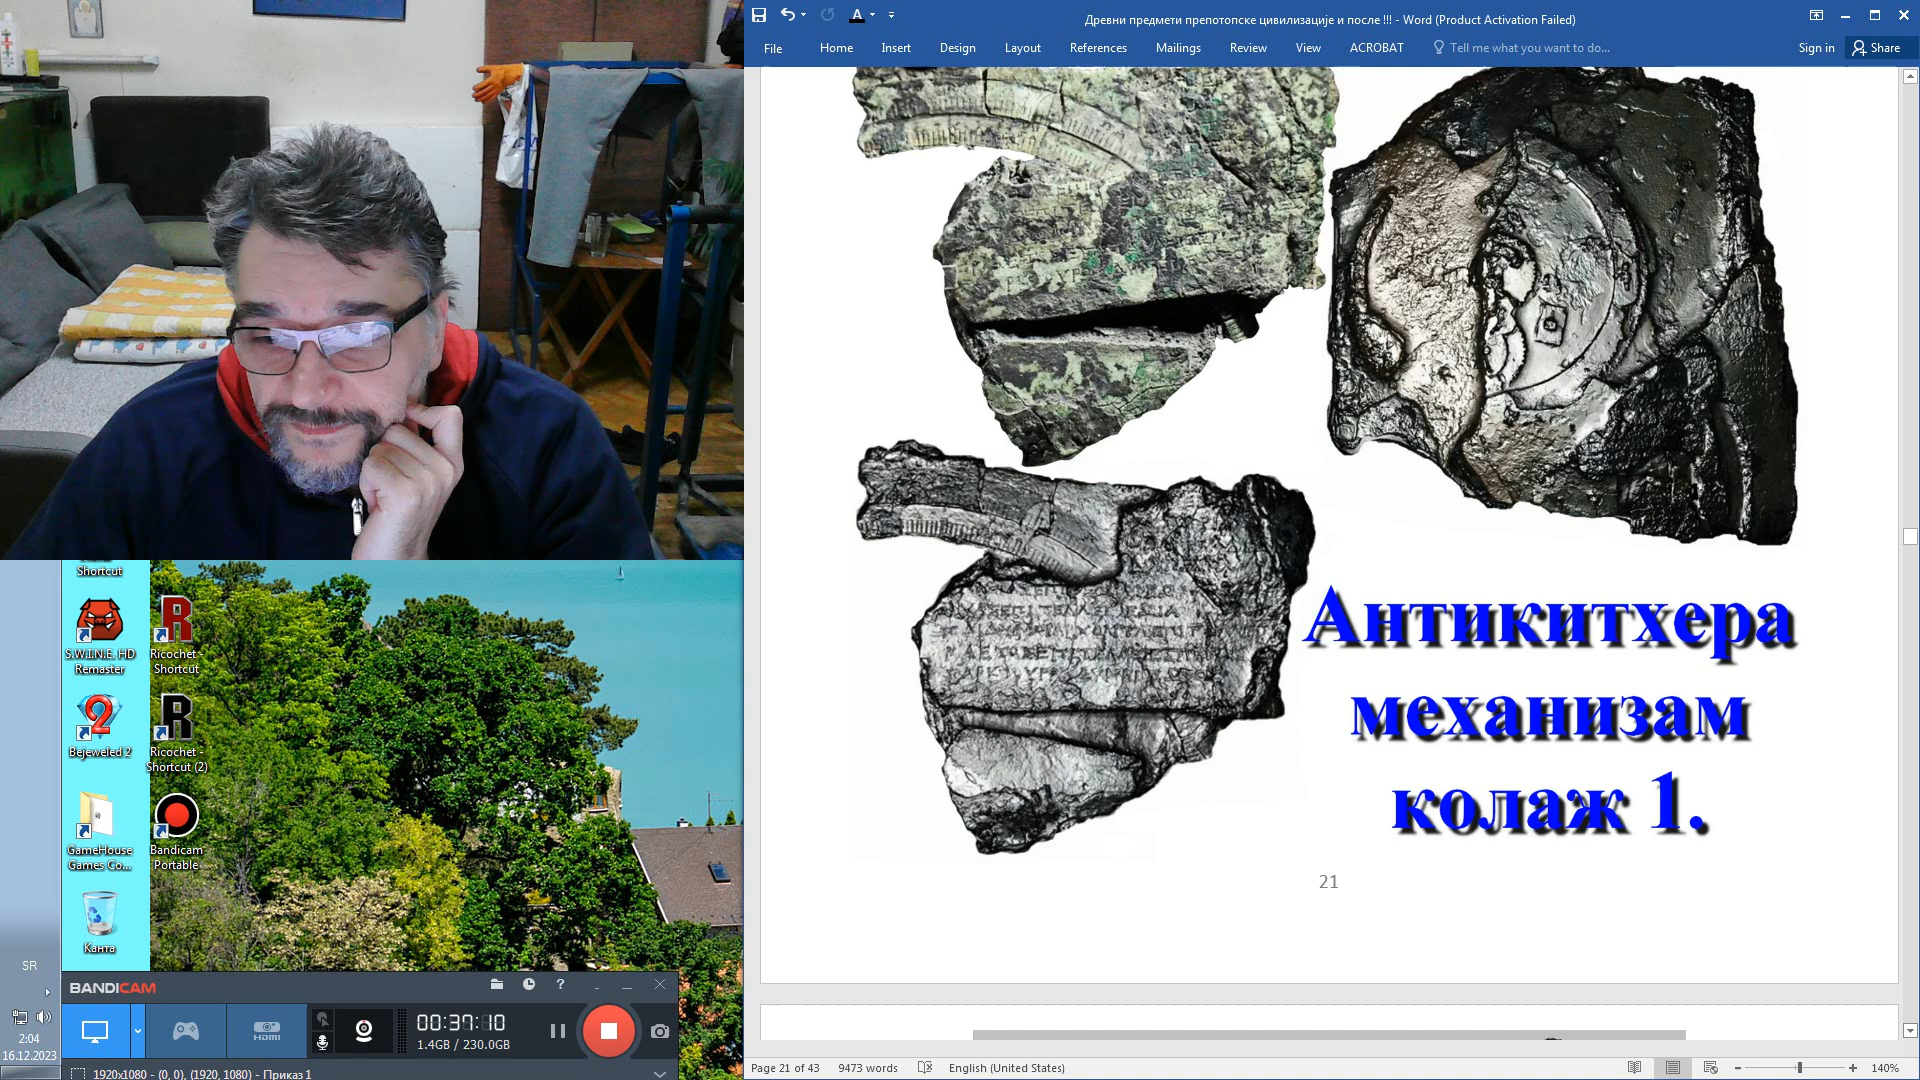 Древни предмети препотопске цивилизације и после !!! - Word (Product Activation Failed)
File Home Insert Design Layout References Mailings Review View ACROBAT Tell me what you want to do... Sign in Share
Антикитхера
механизам
колаж 1.
21
Shortcut
S.W.I.N.E. HD
Remaster
Ricochet -
Shortcut
Bejeweled 2
Ricochet -
Shortcut (2)
GameHouse
Games Co...
Bandicam
Portable
Канта
SR
2:04
16.12.2023
BANDICAM
HDMI
00:37:10
1.4GB / 230.0GB
1920x1080 - (0, 0), (1920, 1080) - Приказ 1
Page 21 of 43 9473 words English (United States) 140%